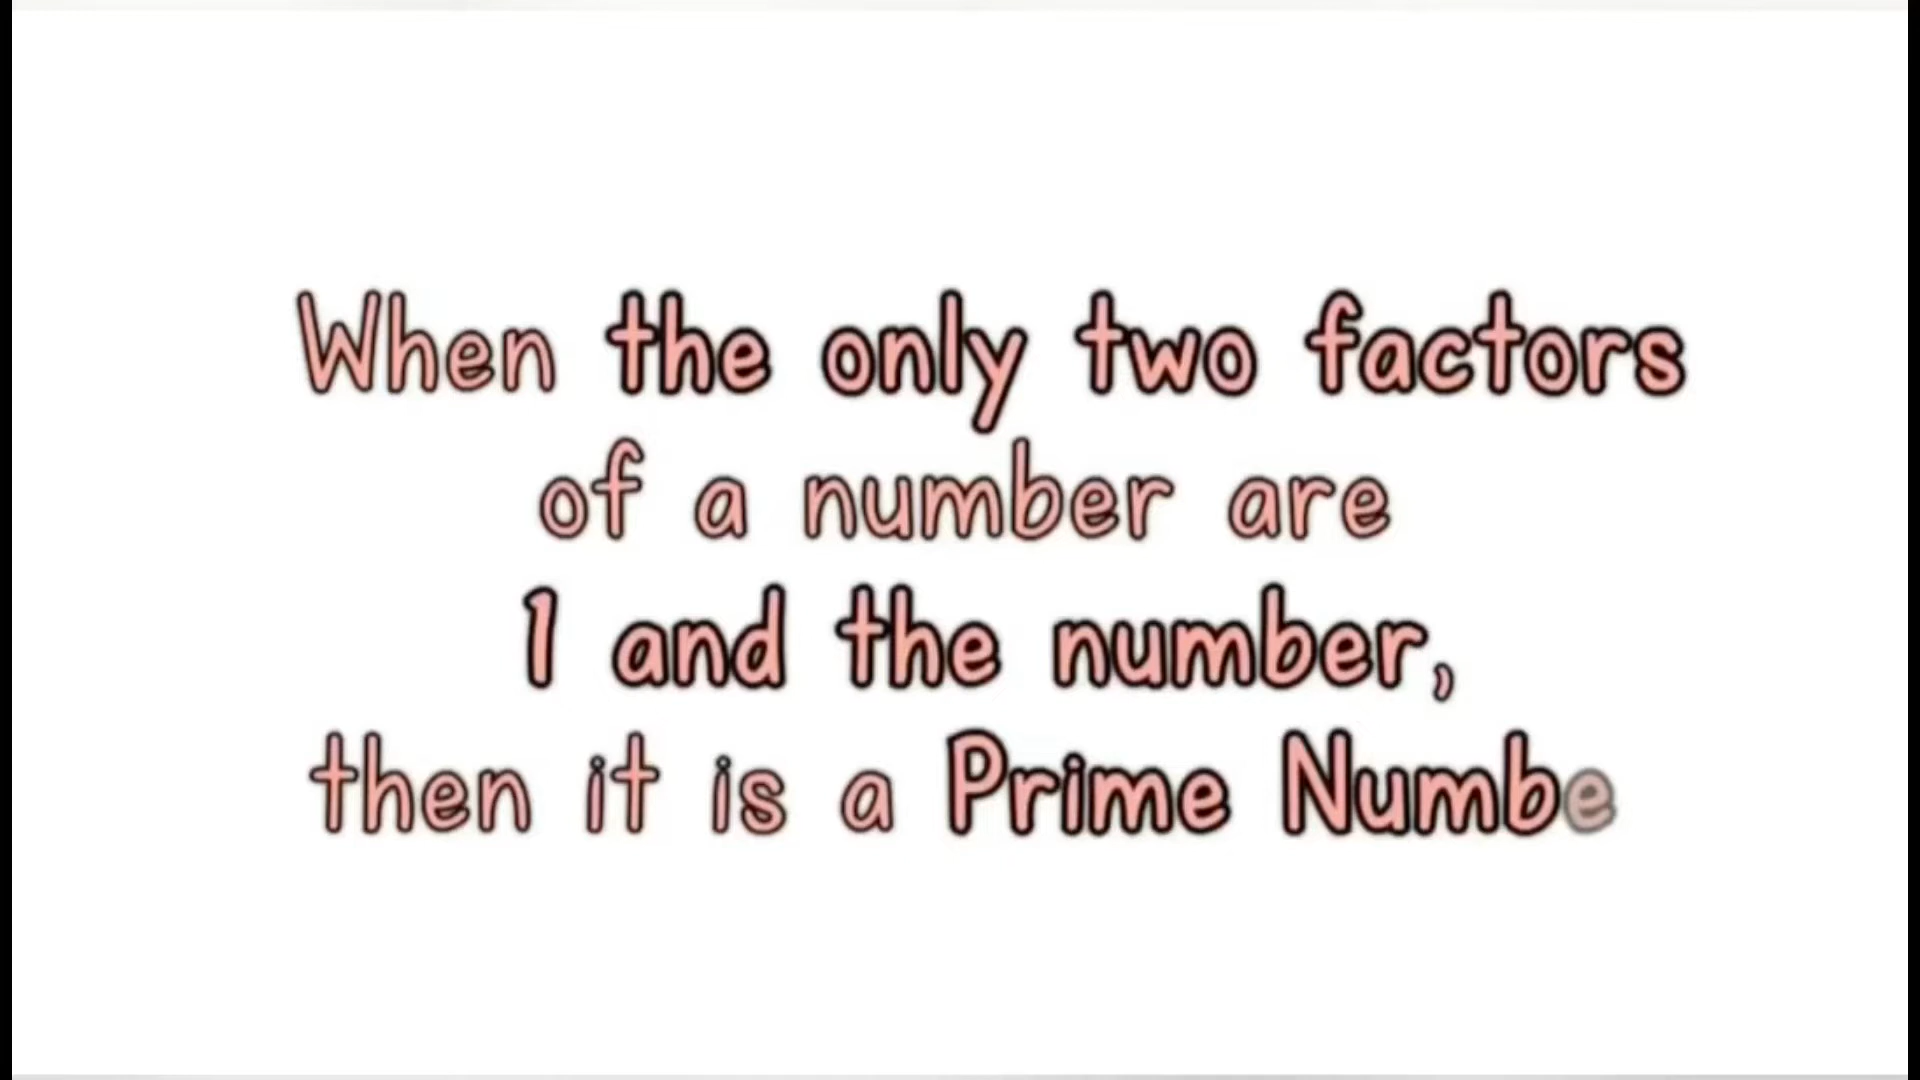 When the only two factors
of a number are
1 and the number,
then it is a Prime Numbe